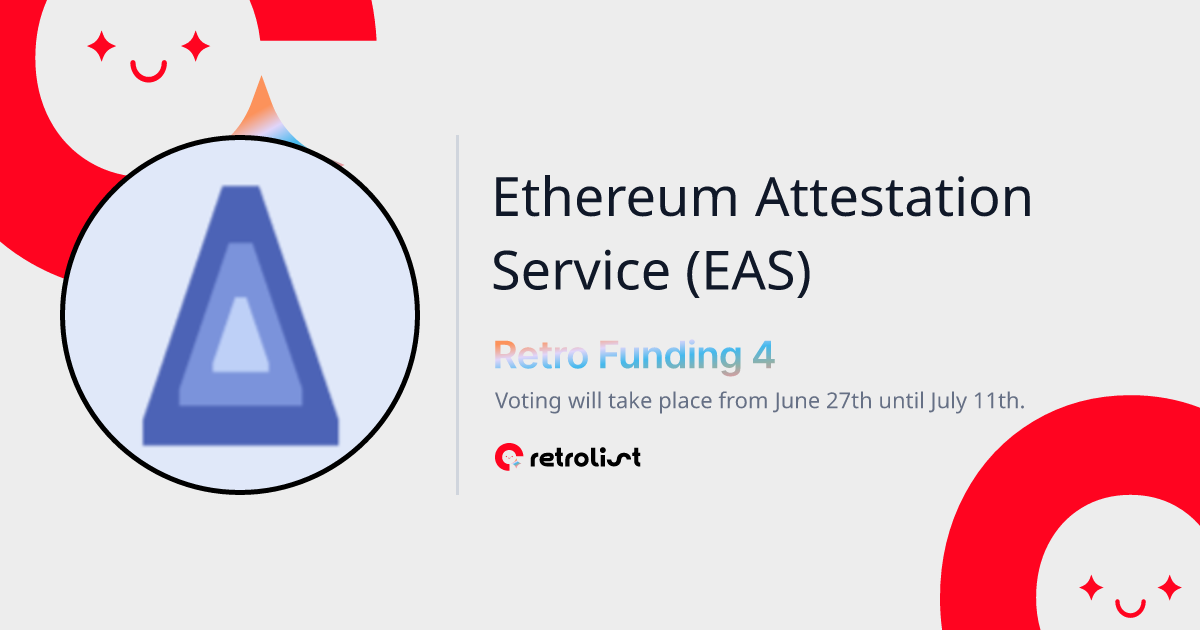 Ethereum Attestation
Service (EAS)
Retro Funding 4
Voting will take place from June 27th until July 11th.
retrolist